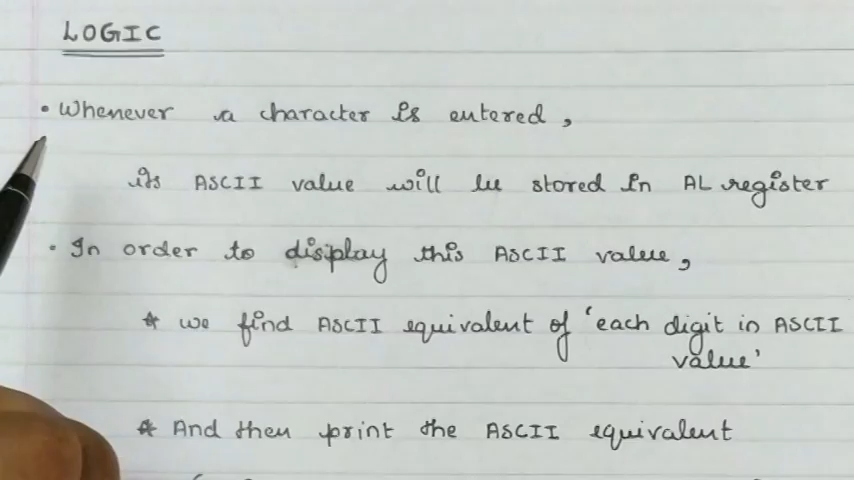 LOGIC
• Whenever a character is entered,
its ASCII value will be stored in AL register
• In order to display this ASCII value,
* we find ASCII equivalent of 'each digit in ASCII
value'
* And then print the ASCII equivalent